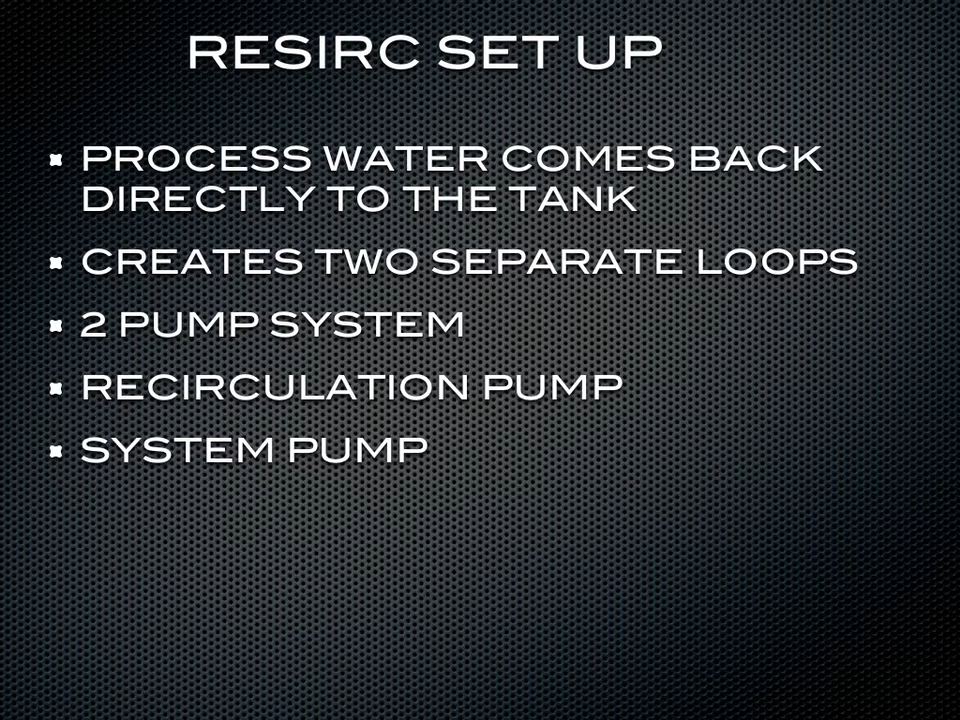 RESIRC SET UP
PROCESS WATER COMES BACK
DIRECTLY TO THE TANK
CREATES TWO SEPARATE LOOPS
2 PUMP SYSTEM
RECIRCULATION PUMP
SYSTEM PUMP